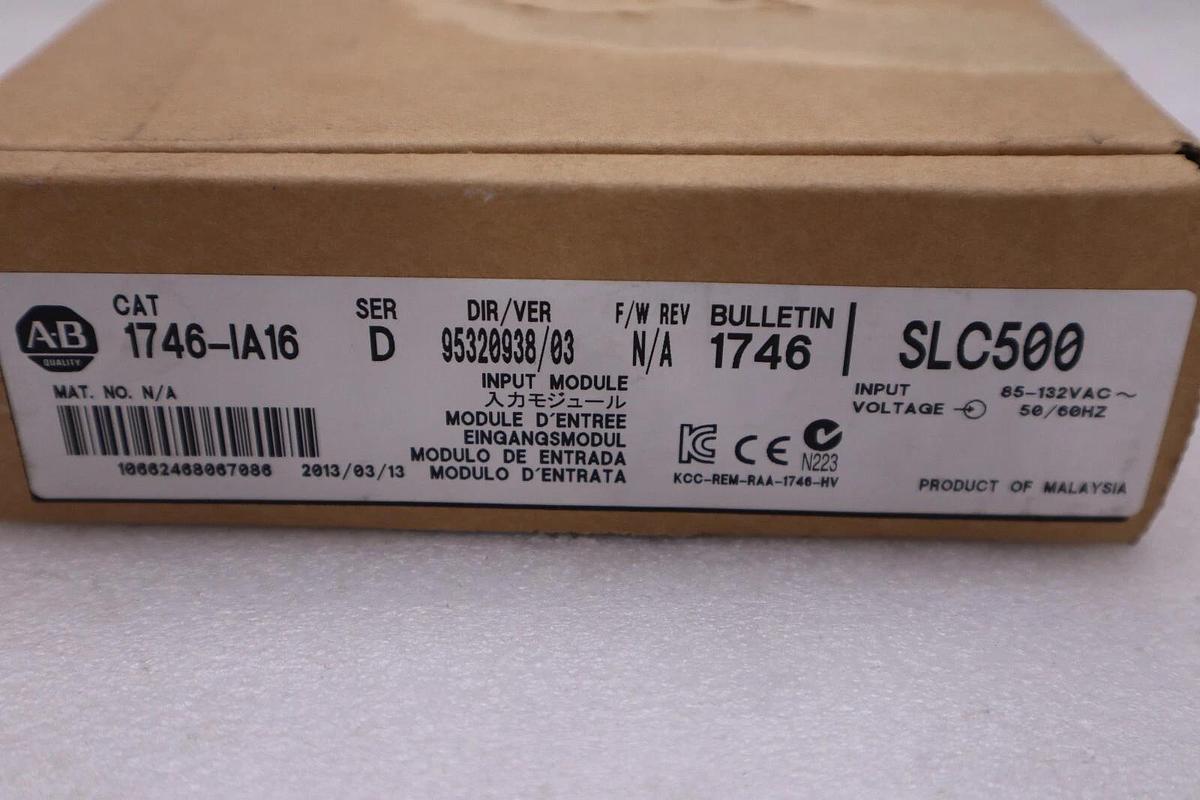 A-B
QUALITY
CAT
1746-IA16
SER
D
DIR/VER
95320938/03
F/W REV
N/A
BULLETIN
1746
SLC500
MAT. NO. N/A
10662468067086 2013/03/13
INPUT MODULE
入力モジュール
MODULE D'ENTREE
EINGANGSMODUL
MODULO DE ENTRADA
MODULO D'ENTRATA
KC CE N223
KCC-REM-RAA-1746-HV
INPUT VOLTAGE
85-132VAC~
50/60HZ
PRODUCT OF MALAYSIA